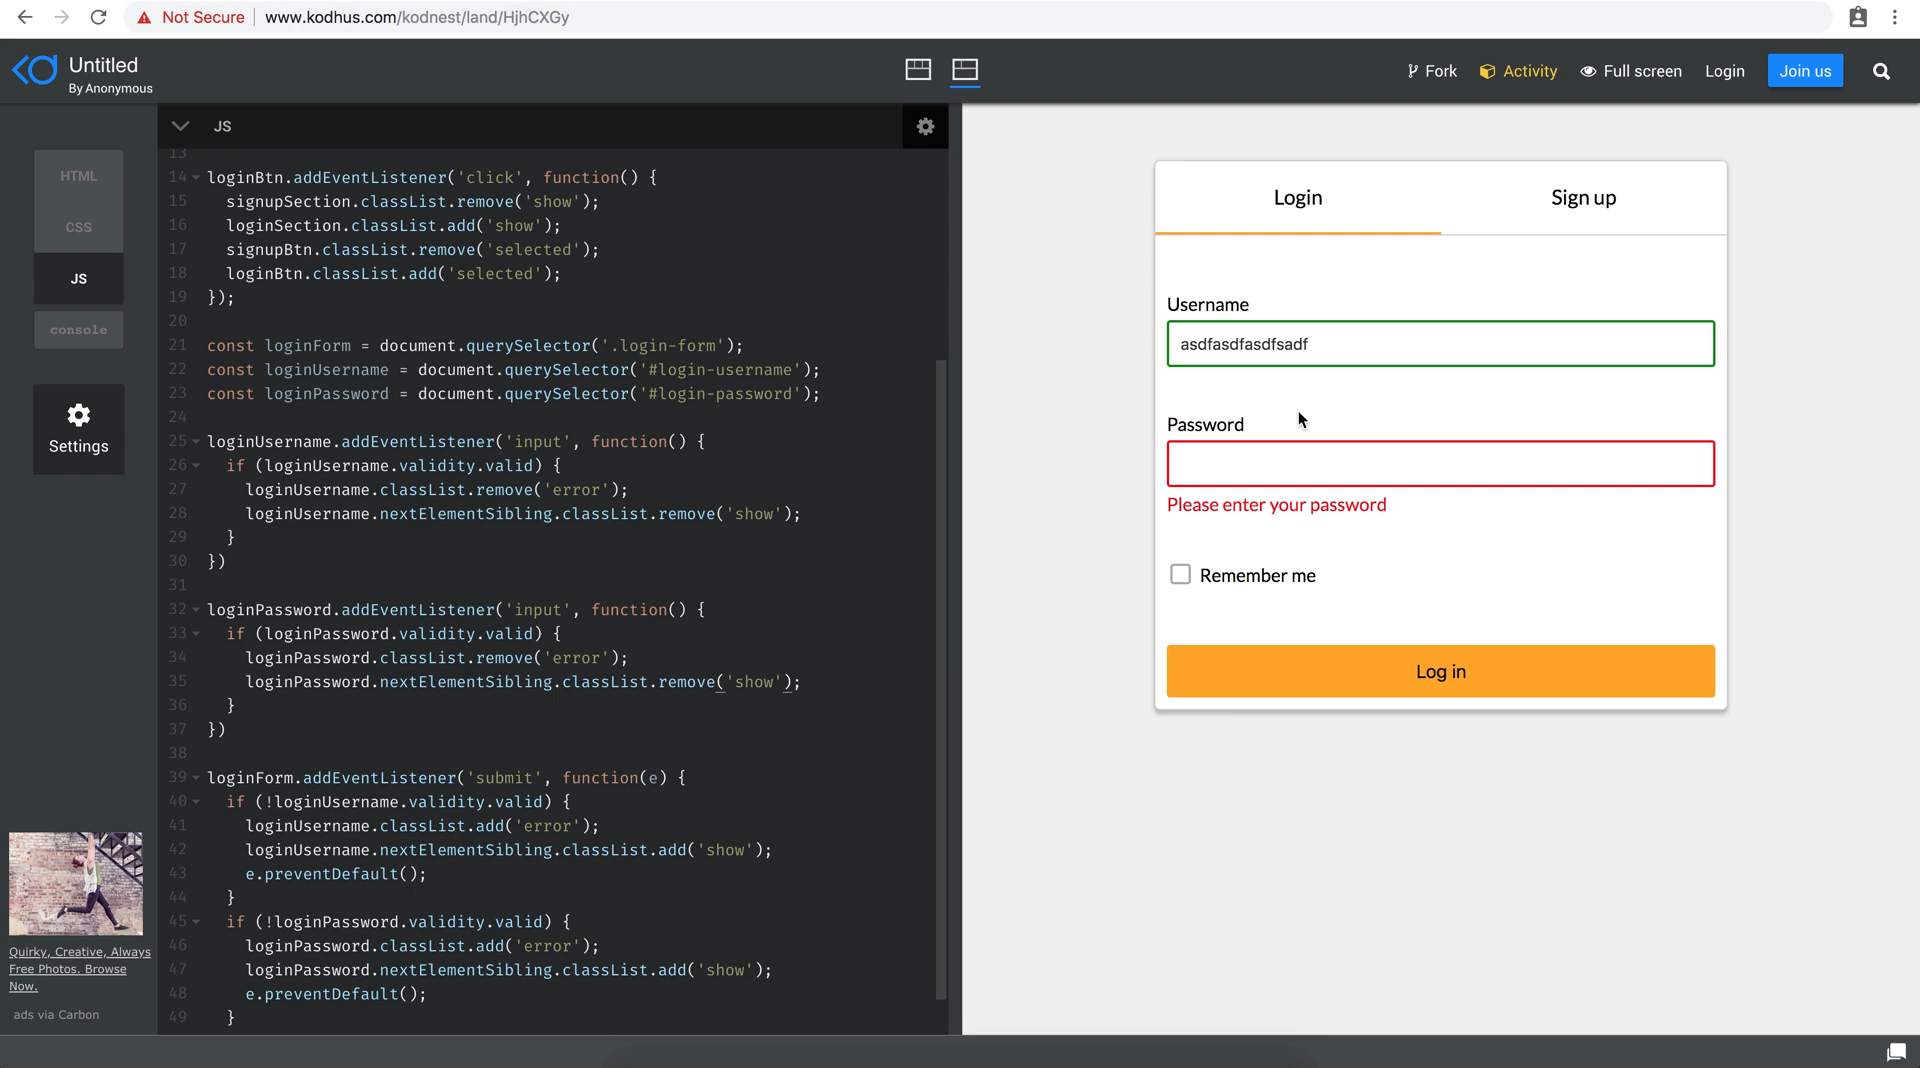 Not Secure www.kodhus.com/kodnest/land/HjhCXGy
Untitled
By Anonymous
Fork Activity Full screen Login Join us
JS
HTML
CSS
JS
console
Settings
13
14 loginBtn.addEventListener('click', function() {
15 signupSection.classList.remove('show');
16 loginSection.classList.add('show');
17 signupBtn.classList.remove('selected');
18 loginBtn.classList.add('selected');
19 });
20
21 const loginForm = document.querySelector('.login-form');
22 const loginUsername = document.querySelector('#login-username');
23 const loginPassword = document.querySelector('#login-password');
24
25 loginUsername.addEventListener('input', function() {
26 if (loginUsername.validity.valid) {
27 loginUsername.classList.remove('error');
28 loginUsername.nextElementSibling.classList.remove('show');
29 }
30 })
31
32 loginPassword.addEventListener('input', function() {
33 if (loginPassword.validity.valid) {
34 loginPassword.classList.remove('error');
35 loginPassword.nextElementSibling.classList.remove('show');
36 }
37 })
38
39 loginForm.addEventListener('submit', function(e) {
40 if (!loginUsername.validity.valid) {
41 loginUsername.classList.add('error');
42 loginUsername.nextElementSibling.classList.add('show');
43 e.preventDefault();
44 }
45 if (!loginPassword.validity.valid) {
46 loginPassword.classList.add('error');
47 loginPassword.nextElementSibling.classList.add('show');
48 e.preventDefault();
49 }
Quirky, Creative, Always
Free Photos. Browse
Now.
ads via Carbon
Login Sign up
Username
asdfasdfasdfsadf
Password
Please enter your password
Remember me
Log in